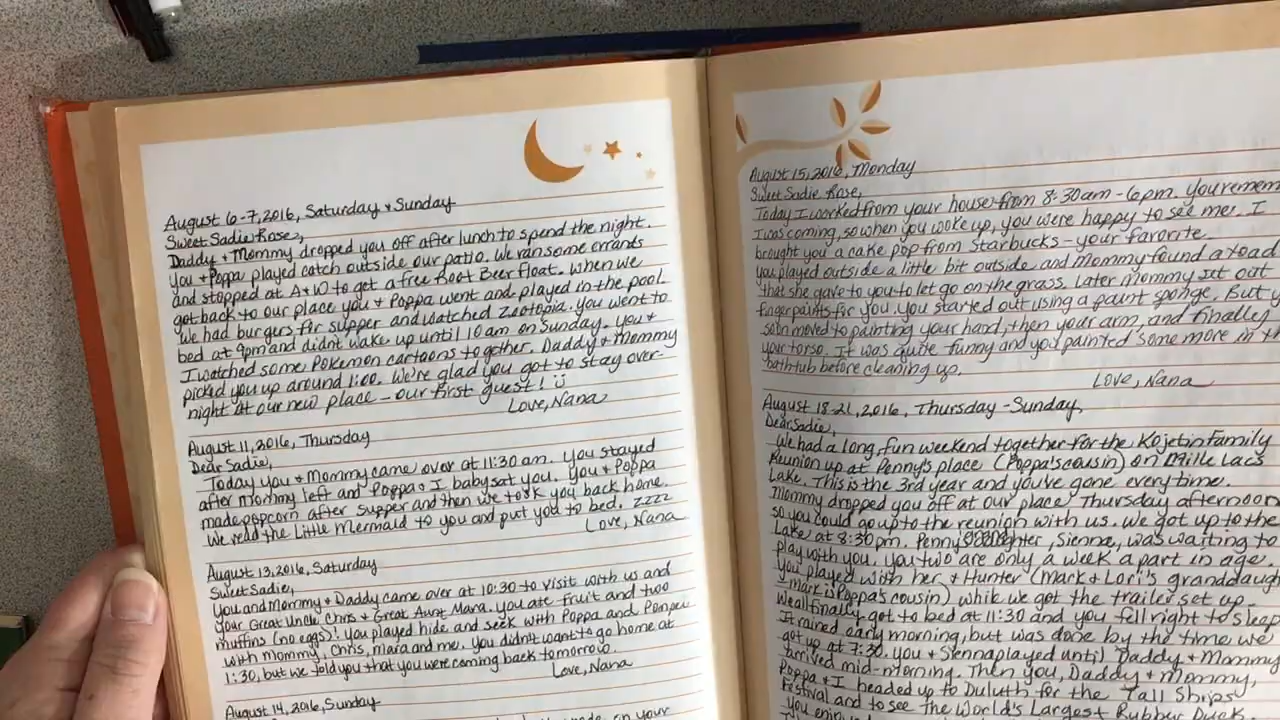 August 6-7, 2016, Saturday + Sunday
Sweet Sadie Rose,
Daddy + Mommy dropped you off after lunch to spend the night.
You + Poppa played catch outside our patio. We ran some errands
and stopped at A+W to get a free Root Beer Float. When we
got back to our place you + Poppa went and played in the pool.
We had burgers for supper and watched Zootopia. You went to
bed at 9pm and didn't wake up until 10am on Sunday. You +
I watched some Pokemon cartoons together. Daddy + Mommy
picked you up around 1:00. We're glad you got to stay over-
night at our new place - our first guest! ☺
Love, Nana
August 11, 2016, Thursday
Dear Sadie,
Today you + Mommy came over at 11:30 am. You stayed
after mommy left and Poppa + I babysat you. You + Poppa
made popcorn after supper and then we took you back home.
We read the Little Mermaid to you and put you to bed. zzzz
Love, Nana
August 13, 2016, Saturday
Sweet Sadie,
You and Mommy + Daddy came over at 10:30 to visit with us and
your Great Uncle Chris + Great Aunt Mara. You ate fruit and two
muffins (no eggs)! You played hide and seek with Poppa and
with mommy, Chris, Mara and me. You didn't want to go home at
1:30, but we told you that you were coming back tomorrow.
Love, Nana
August 14, 2016, Sunday
in your
August 15, 2016, Monday
Sweet Sadie Rose,
Today I worked from your house from 8:30am - 6pm. You remem
I was coming, so when you woke up, you were happy to see me. I
brought you a cake pop from Starbucks - your favorite.
You played outside a little bit outside and Mommy found a toad
that she gave to you to let go on the grass. Later mommy set out
fingerpaints for you. You started out using a paint sponge. But y
soon moved to painting your hand, then your arm, and finally
your torso. It was quite funny and you painted some more in th
bathtub before cleaning up.
Love, Nana
August 18-21, 2016, Thursday - Sunday,
Dear Sadie,
We had a long, fun weekend together for the Kojetin Family
Reunion up at Penny's place (Poppa's cousin) on Mille Lacs
Lake. This is the 3rd year and you've gone every time.
Mommy dropped you off at our place Thursday afternoon
so you could go up to the reunion with us. We got up to the
Lake at 8:30pm. Penny's , Sienna, was waiting to
play with you. You two are only a week a part in age.
You played with her + Hunter (Mark + Lori's granddaugh
- Mark is Poppa's cousin) while we got the trailer set up.
We all finally got to bed at 11:30 and you fell right to sleep
It rained early morning, but was done by the time we
got up at 7:30. You + Sienna played until Daddy + Mommy
arrived mid-morning. Then you, Daddy + Mommy,
Poppa + I headed up to Duluth for the Tall Ships
Festival and to see the World's Largest Rubber Duck.
You